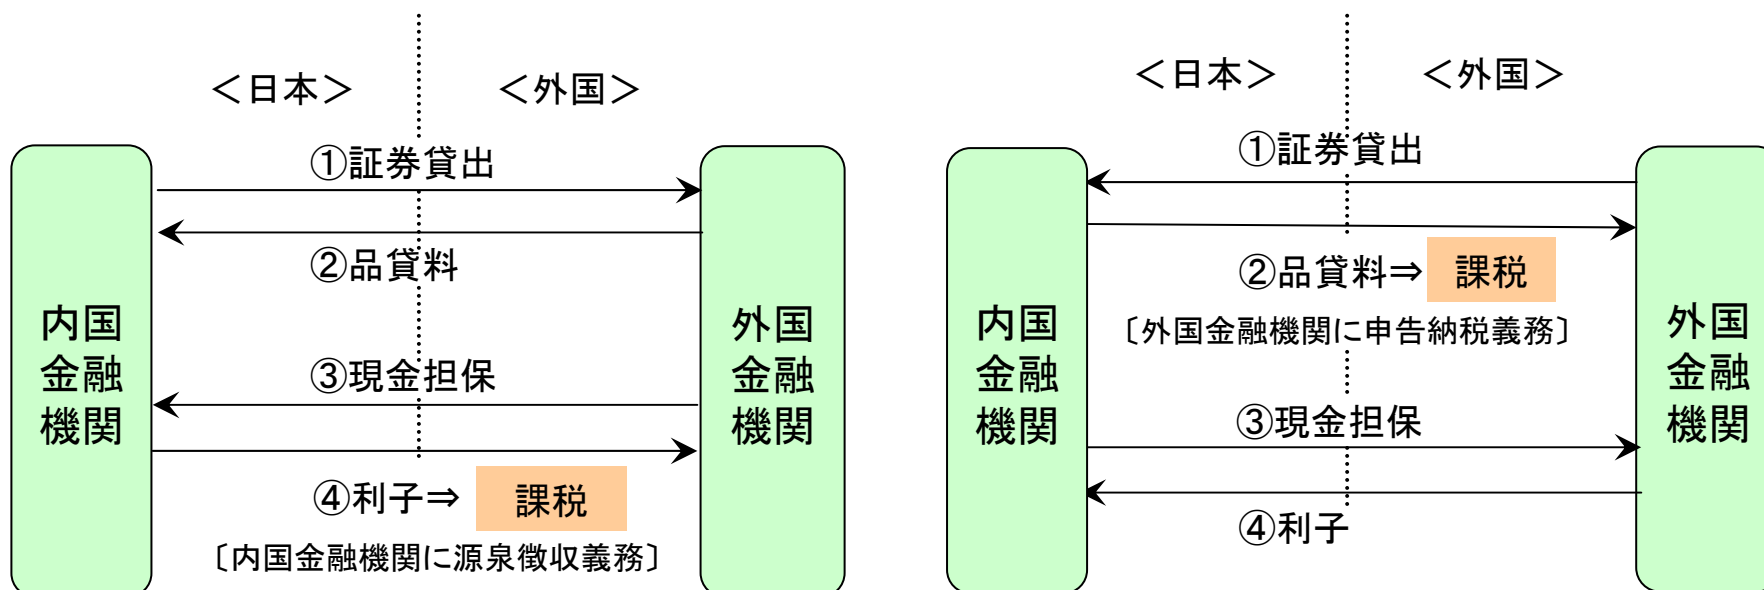 ＜日本＞ ＜外国＞
①証券貸出
②品貸料
内国
金融
機関
外国
金融
機関
③現金担保
④利子⇒ 課税
〔内国金融機関に源泉徴収義務〕
＜日本＞ ＜外国＞
①証券貸出
②品貸料⇒ 課税
〔外国金融機関に申告納税義務〕
内国
金融
機関
外国
金融
機関
③現金担保
④利子